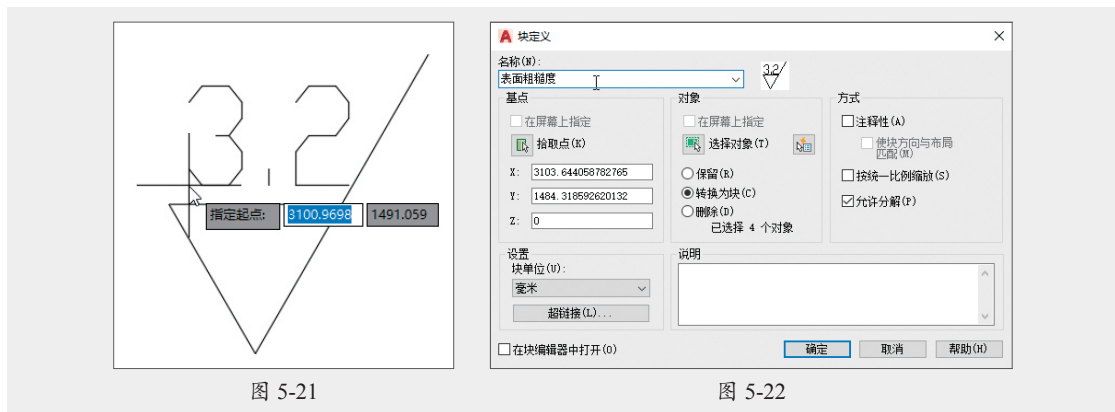 3.2
指定起点: 3100.9698 1491.059
图 5-21
块定义
名称(N):
表面粗糙度
3.2
基点
在屏幕上指定
拾取点(K)
X: 3103.644058782765
Y: 1484.318592620132
Z: 0
对象
在屏幕上指定
选择对象(T)
保留(R)
转换为块(C)
删除(D)
已选择 4 个对象
方式
注释性(A)
使块方向与布局
匹配(M)
按统一比例缩放(S)
允许分解(P)
设置
块单位(U):
毫米
超链接(L)...
说明
在块编辑器中打开(O)
确定 取消 帮助(H)
图 5-22